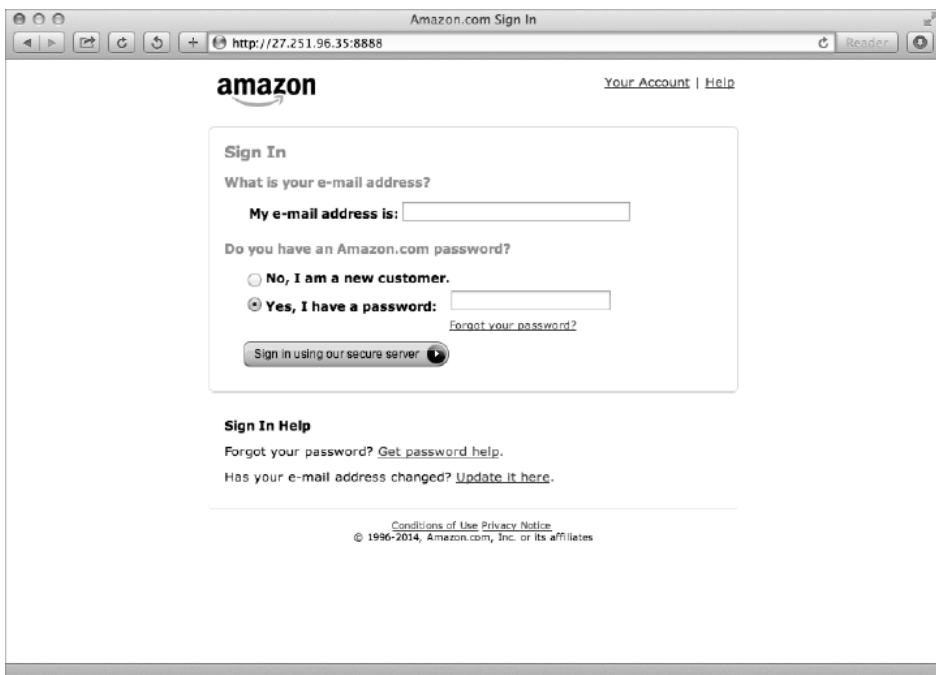 Amazon.com Sign In
http://27.251.96.35:8888
Reader
amazon
Your Account | Help
Sign In
What is your e-mail address?
My e-mail address is:
Do you have an Amazon.com password?
No, I am a new customer.
Yes, I have a password:
Forgot your password?
Sign in using our secure server
Sign In Help
Forgot your password? Get password help.
Has your e-mail address changed? Update it here.
Conditions of Use Privacy Notice
© 1996-2014, Amazon.com, Inc. or its affiliates